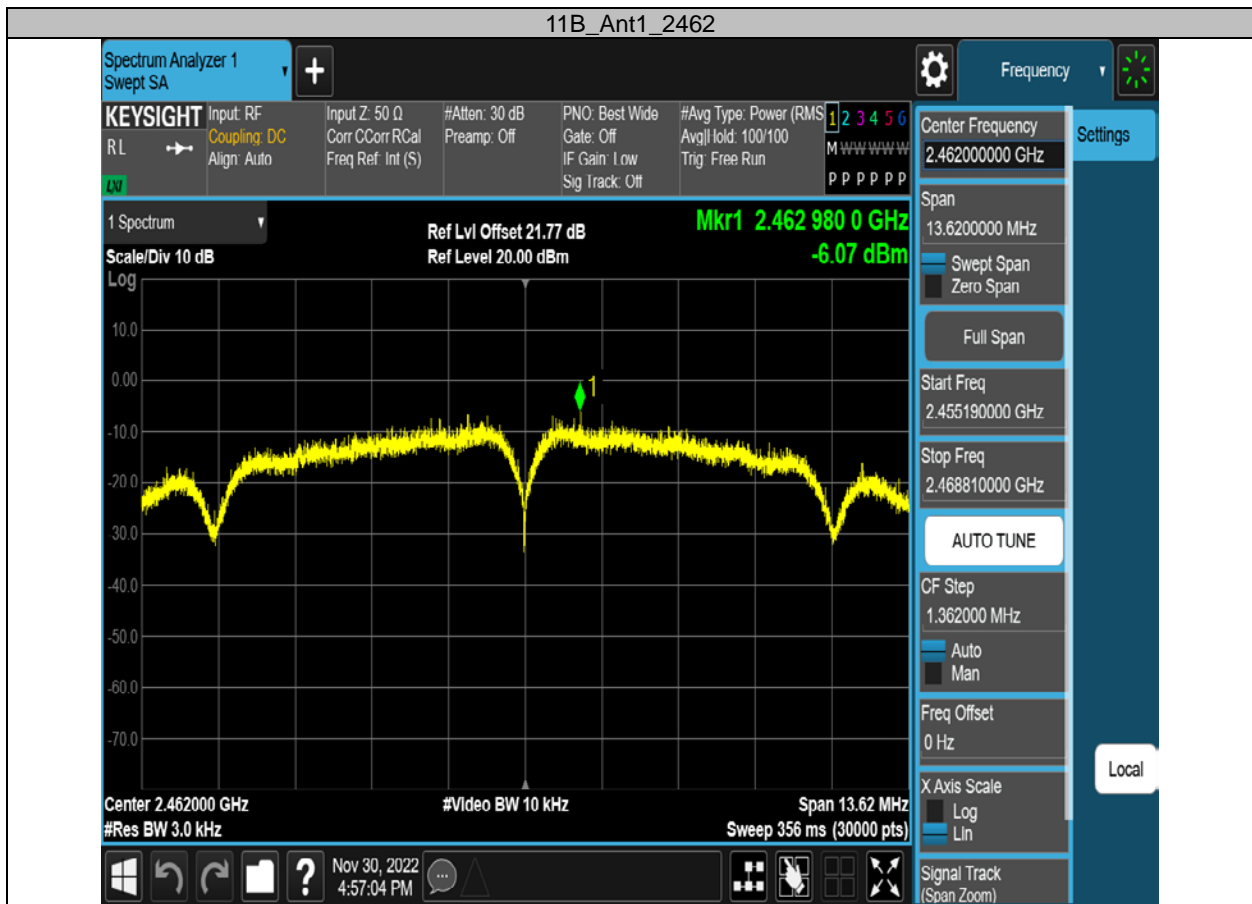 11B_Ant1_2462
Spectrum Analyzer 1
Swept SA
+
Frequency
KEYSIGHT
RL
LXI
Input: RF
Coupling: DC
Align: Auto
Input Z: 50 Ω
Corr CCorr RCal
Freq Ref: Int (S)
#Atten: 30 dB
Preamp: Off
PNO: Best Wide
Gate: Off
IF Gain: Low
Sig Track: Off
#Avg Type: Power (RMS
Avg|Hold: 100/100
Trig: Free Run
1 2 3 4 5 6
M W W W W W
P P P P P P
1 Spectrum
Scale/Div 10 dB
Log
Ref Lvl Offset 21.77 dB
Ref Level 20.00 dBm
Mkr1 2.462 980 0 GHz
-6.07 dBm
10.0
0.00
-10.0
-20.0
-30.0
-40.0
-50.0
-60.0
-70.0
1
Center 2.462000 GHz
#Res BW 3.0 kHz
#Video BW 10 kHz
Span 13.62 MHz
Sweep 356 ms (30000 pts)
Center Frequency
2.462000000 GHz
Settings
Span
13.6200000 MHz
Swept Span
Zero Span
Full Span
Start Freq
2.455190000 GHz
Stop Freq
2.468810000 GHz
AUTO TUNE
CF Step
1.362000 MHz
Auto
Man
Freq Offset
0 Hz
X Axis Scale
Log
Lin
Local
Signal Track
(Span Zoom)
?
Nov 30, 2022
4:57:04 PM